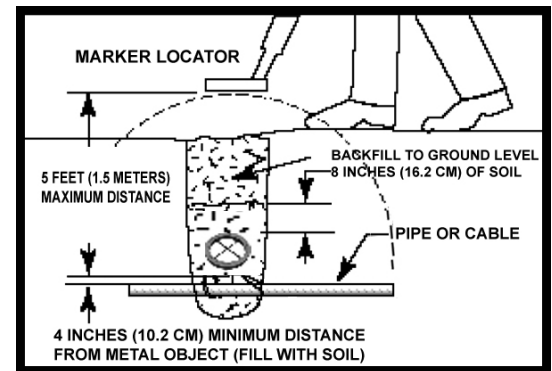 MARKER LOCATOR
5 FEET (1.5 METERS)
MAXIMUM DISTANCE
BACKFILL TO GROUND LEVEL
8 INCHES (16.2 CM) OF SOIL
PIPE OR CABLE
4 INCHES (10.2 CM) MINIMUM DISTANCE
FROM METAL OBJECT (FILL WITH SOIL)